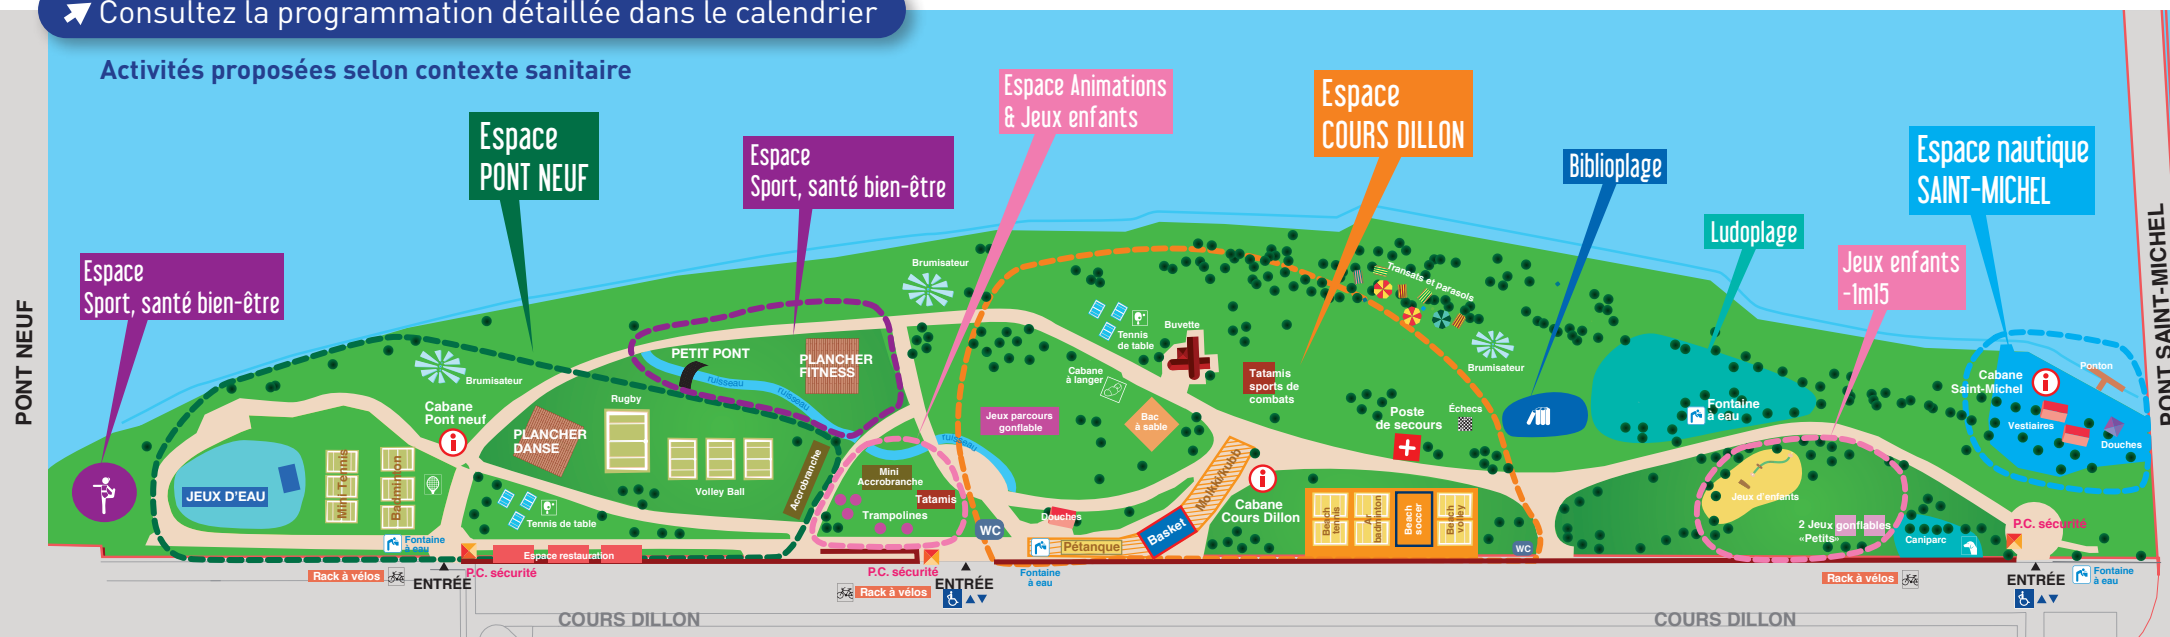 Consultez la programmation détaillée dans le calendrier
Activités proposées selon contexte sanitaire
Espace Animations
& Jeux enfants
Espace
COURS DILLON
Espace
PONT NEUF
Espace
Sport, santé bien-être
Biblioplage
Espace nautique
SAINT-MICHEL
Ludoplage
Jeux enfants
-1m15
Espace
Sport, santé bien-être
PONT NEUF
PONT SAINT-MICHEL
Brumisateur
Transats et parasols
Tennis
de table
Buvette
PETIT PONT
ruisseau
ruisseau
PLANCHER
FITNESS
Brumisateur
Brumisateur
Cabane
à langer
Tatamis
sports de
combats
Cabane
Saint-Michel
Ponton
Vestiaires
Douches
Cabane
Pont neuf
Rugby
PLANCHER
DANSE
Jeux parcours
gonflable
Bac
à sable
Poste
de secours
Échecs
Fontaine
à eau
ruisseau
JEUX D'EAU
Mini Tennis
Badminton
Volley Ball
Accrobranche
Mini
Accrobranche
Tatamis
Trampolines
Molkky/kubb
Cabane
Cours Dillon
Beach
tennis
Air
badminton
Beach
soccer
Beach
volley
Jeux d'enfants
2 Jeux gonflables
«Petits»
Caniparc
P.C. sécurité
Tennis de table
Douches
WC
Basket
Pétanque
WC
Fontaine
à eau
Espace restauration
P.C. sécurité
P.C. sécurité
Rack à vélos
ENTRÉE
Rack à vélos
ENTRÉE
Fontaine
à eau
Rack à vélos
ENTRÉE
Fontaine
à eau
COURS DILLON
COURS DILLON